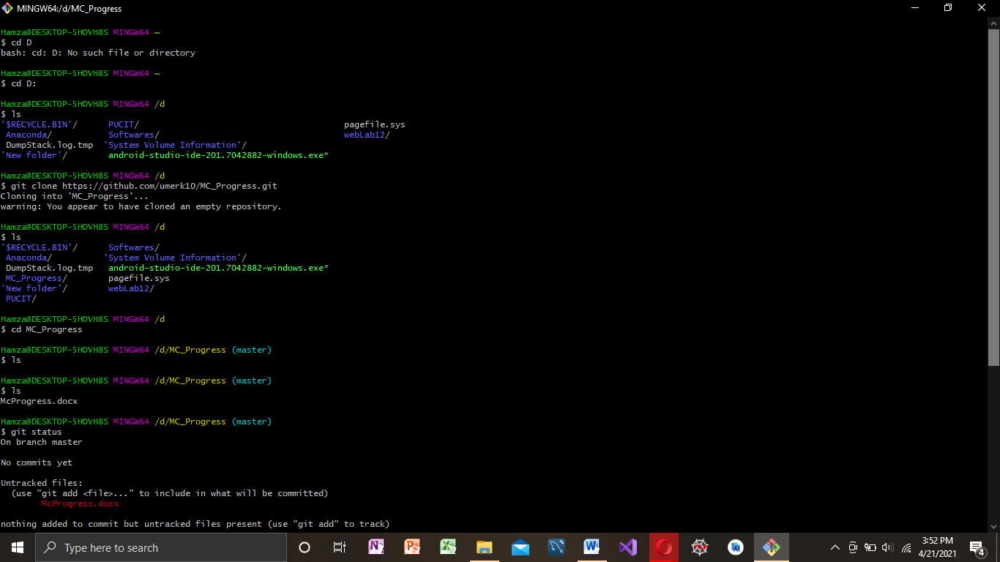 MINGW64:/d/MC_Progress
Hamza@DESKTOP-5HOVH8S MINGW64 ~
$ cd D
bash: cd: D: No such file or directory
Hamza@DESKTOP-5HOVH8S MINGW64 ~
$ cd D:
Hamza@DESKTOP-5HOVH8S MINGW64 /d
$ ls
'$RECYCLE.BIN'/ PUCIT/ pagefile.sys
Anaconda/ Softwares/ webLab12/
DumpStack.log.tmp 'System Volume Information'/
'New folder'/ android-studio-ide-201.7042882-windows.exe*
Hamza@DESKTOP-5HOVH8S MINGW64 /d
$ git clone https://github.com/umerk10/MC_Progress.git
Cloning into 'MC_Progress'...
warning: You appear to have cloned an empty repository.
Hamza@DESKTOP-5HOVH8S MINGW64 /d
$ ls
'$RECYCLE.BIN'/ Softwares/
Anaconda/ 'System Volume Information'/
DumpStack.log.tmp android-studio-ide-201.7042882-windows.exe*
MC_Progress/ pagefile.sys
'New folder'/ webLab12/
PUCIT/
Hamza@DESKTOP-5HOVH8S MINGW64 /d
$ cd MC_Progress
Hamza@DESKTOP-5HOVH8S MINGW64 /d/MC_Progress (master)
$ ls
Hamza@DESKTOP-5HOVH8S MINGW64 /d/MC_Progress (master)
$ ls
McProgress.docx
Hamza@DESKTOP-5HOVH8S MINGW64 /d/MC_Progress (master)
$ git status
On branch master
No commits yet
Untracked files:
(use "git add <file>..." to include in what will be committed)
McProgress.docx
nothing added to commit but untracked files present (use "git add" to track)
Type here to search
3:52 PM
4/21/2021
4